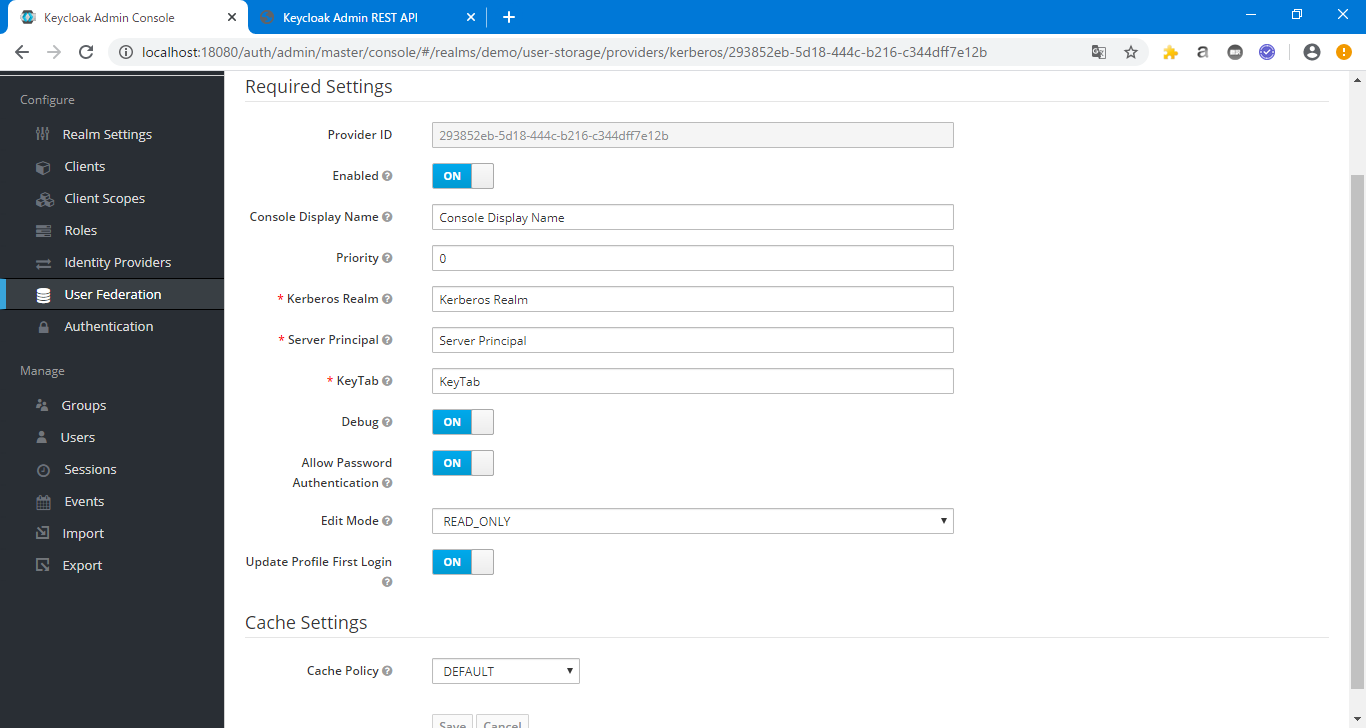 Keycloak Admin Console
Keycloak Admin REST API
localhost:18080/auth/admin/master/console/#/realms/demo/user-storage/providers/kerberos/293852eb-5d18-444c-b216-c344dff7e12b
Configure
Realm Settings
Clients
Client Scopes
Roles
Identity Providers
User Federation
Authentication
Manage
Groups
Users
Sessions
Events
Import
Export
Required Settings
Provider ID 293852eb-5d18-444c-b216-c344dff7e12b
Enabled ON
Console Display Name Console Display Name
Priority 0
* Kerberos Realm Kerberos Realm
* Server Principal Server Principal
* KeyTab KeyTab
Debug ON
Allow Password
Authentication ON
Edit Mode READ_ONLY
Update Profile First Login ON
Cache Settings
Cache Policy DEFAULT
Save Cancel